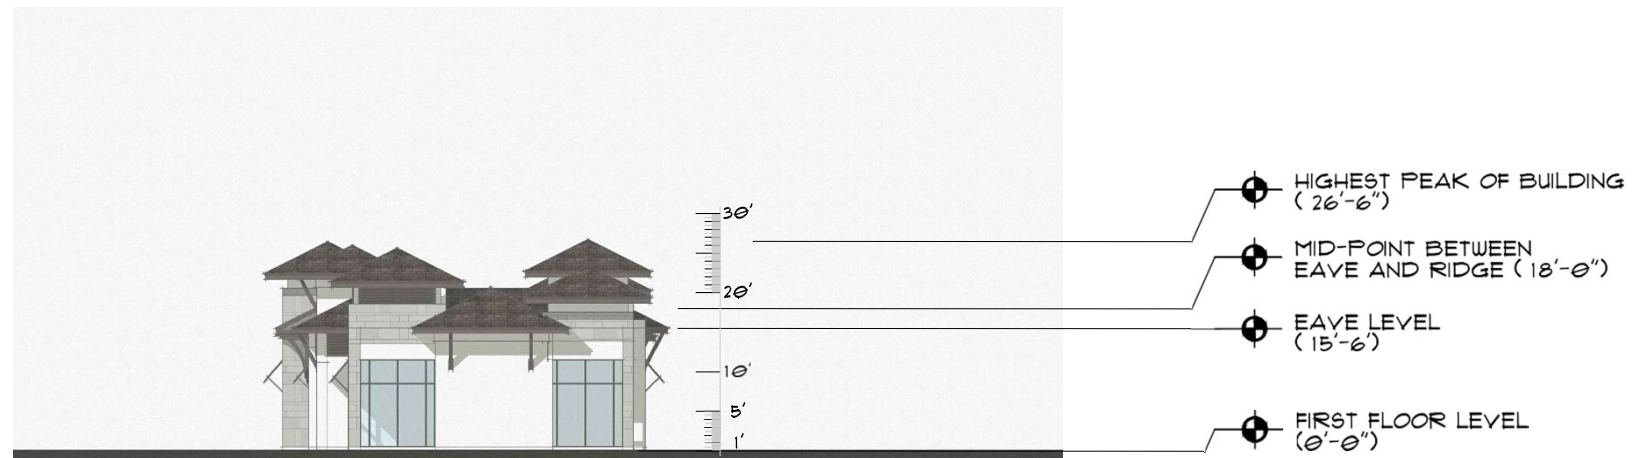 30'
20'
10'
5'
1'
HIGHEST PEAK OF BUILDING
( 26'-6")
MID-POINT BETWEEN
EAVE AND RIDGE ( 18'-0")
EAVE LEVEL
( 15'-6')
FIRST FLOOR LEVEL
(0'-0")